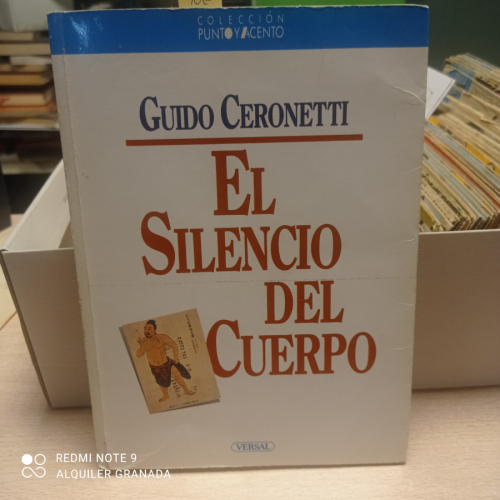 COLECCIÓN
PUNTO Y ACENTO
GUIDO CERONETTI
EL
SILENCIO
DEL
CUERPO
VERSAL
REDMI NOTE 9
ALQUILER GRANADA